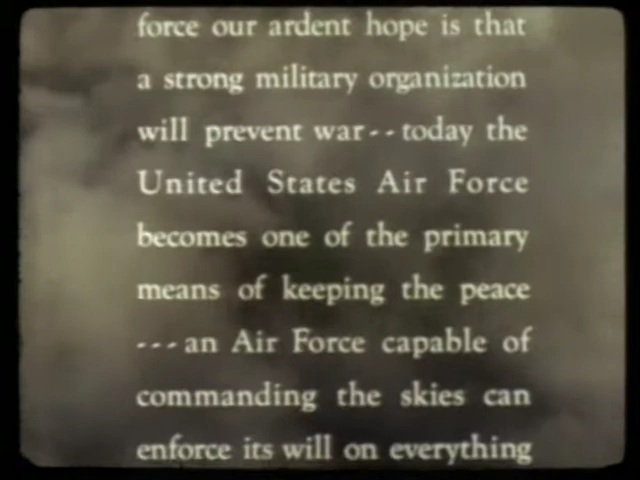 force our ardent hope is that
a strong military organization
will prevent war--today the
United States Air Force
becomes one of the primary
means of keeping the peace
---an Air Force capable of
commanding the skies can
enforce its will on everything